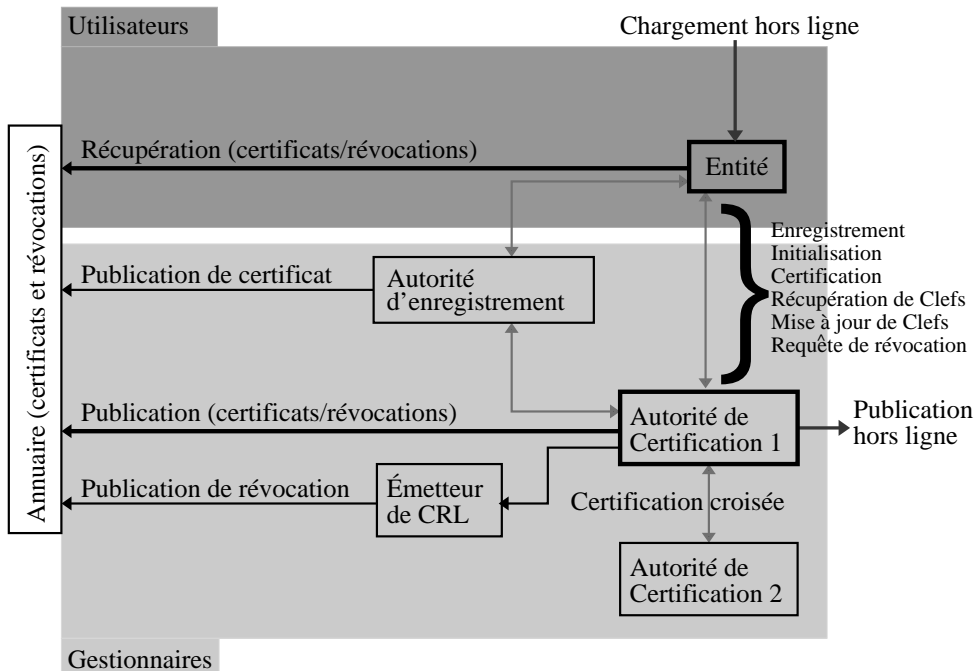 Utilisateurs
Chargement hors ligne
Annuaire (certificats et révocations)
Récupération (certificats/révocations)
Entité
Enregistrement
Initialisation
Certification
Récupération de Clefs
Mise à jour de Clefs
Requête de révocation
Publication de certificat
Autorité
d'enregistrement
Publication (certificats/révocations)
Autorité de
Certification 1
Publication
hors ligne
Publication de révocation
Émetteur
de CRL
Certification croisée
Autorité de
Certification 2
Gestionnaires